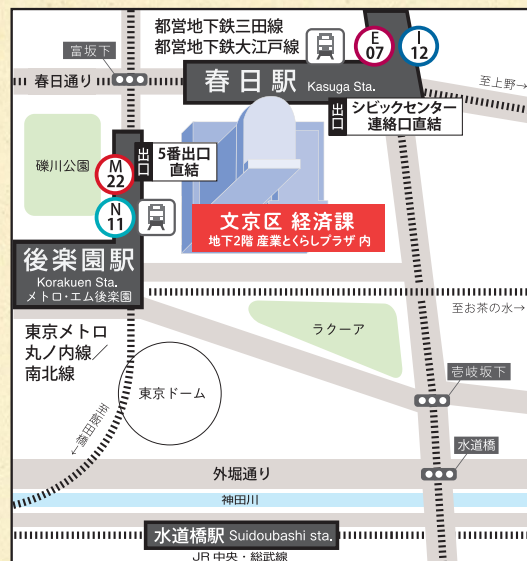 都営地下鉄三田線
都営地下鉄大江戸線
E
07
I
12
富坂下
春日通り
春日駅 Kasuga Sta.
至上野→
出口
シビックセンター
連絡口直結
礫川公園
出口
5番出口
直結
M
22
N
11
文京区 経済課
地下2階 産業とくらしプラザ 内
後楽園駅
Korakuen Sta.
メトロ・エム後楽園
至お茶の水→
東京メトロ
丸ノ内線／
南北線
ラクーア
壱岐坂下
東京ドーム
至飯田橋→
水道橋
外堀通り
神田川
水道橋駅 Suidoubashi sta.
JR 中央・総武線